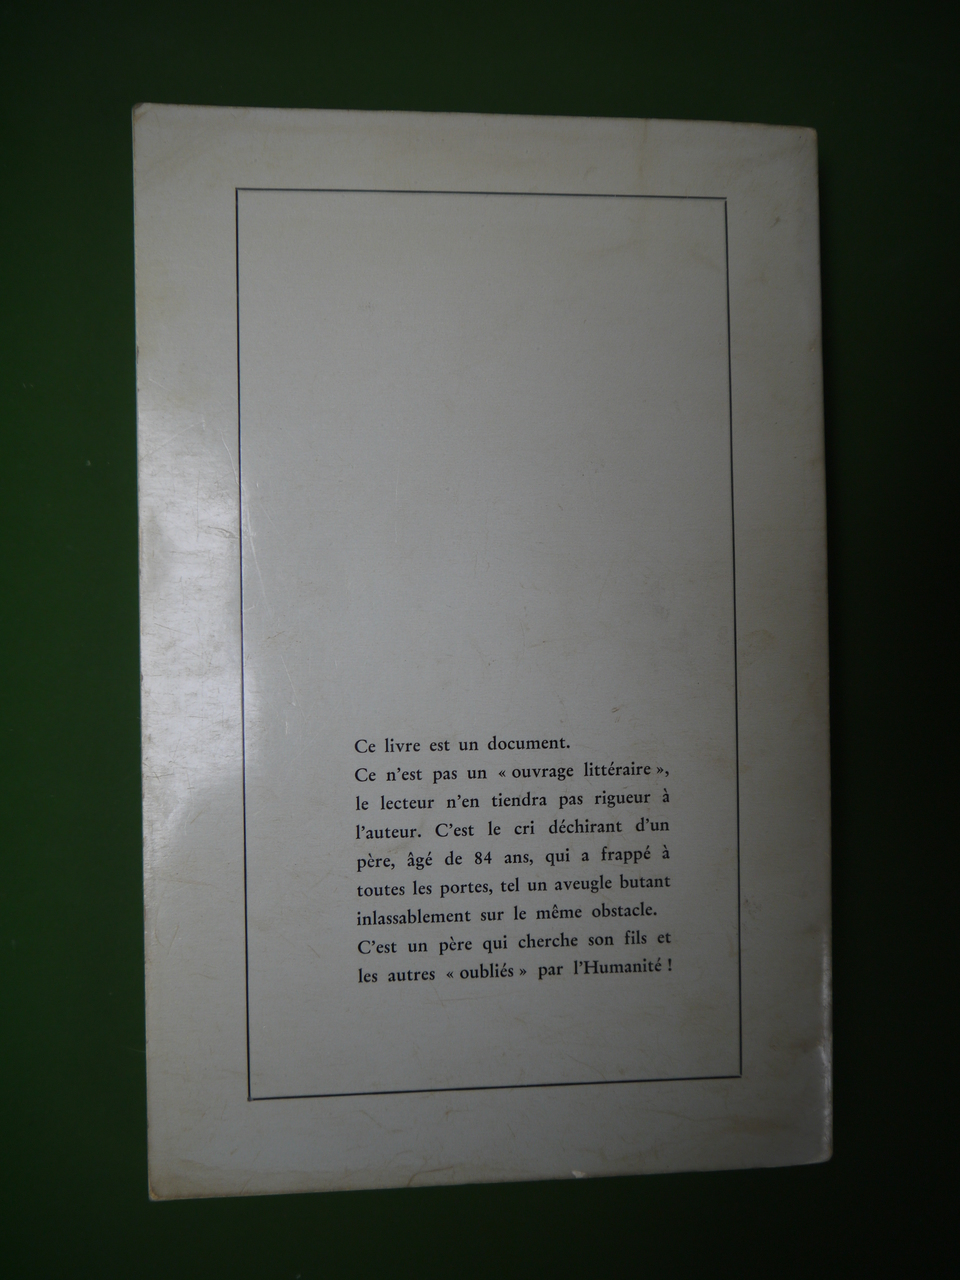 Ce livre est un document.
Ce n'est pas un « ouvrage littéraire »,
le lecteur n'en tiendra pas rigueur à
l'auteur. C'est le cri déchirant d'un
père, âgé de 84 ans, qui a frappé à
toutes les portes, tel un aveugle butant
inlassablement sur le même obstacle.
C'est un père qui cherche son fils et
les autres « oubliés » par l'Humanité !